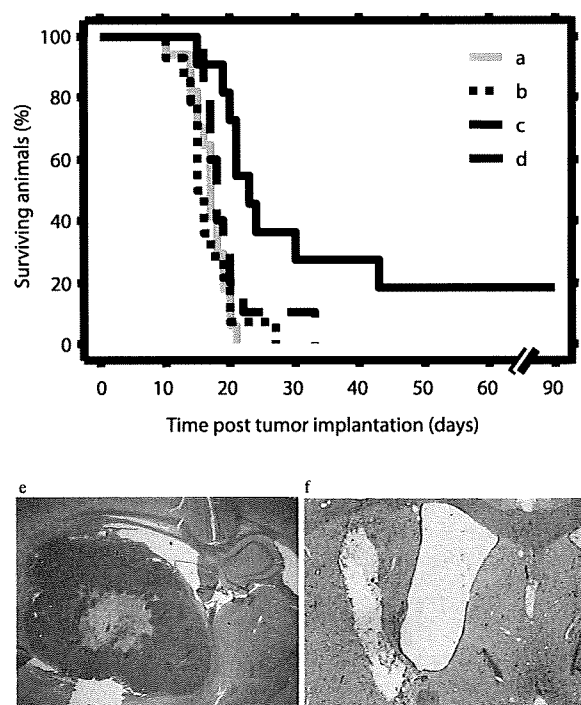 100
80
60
40
20
0
Surviving animals (%)
a
b
c
d
0 10 20 30 40 50 60 90
Time post tumor implantation (days)
e f